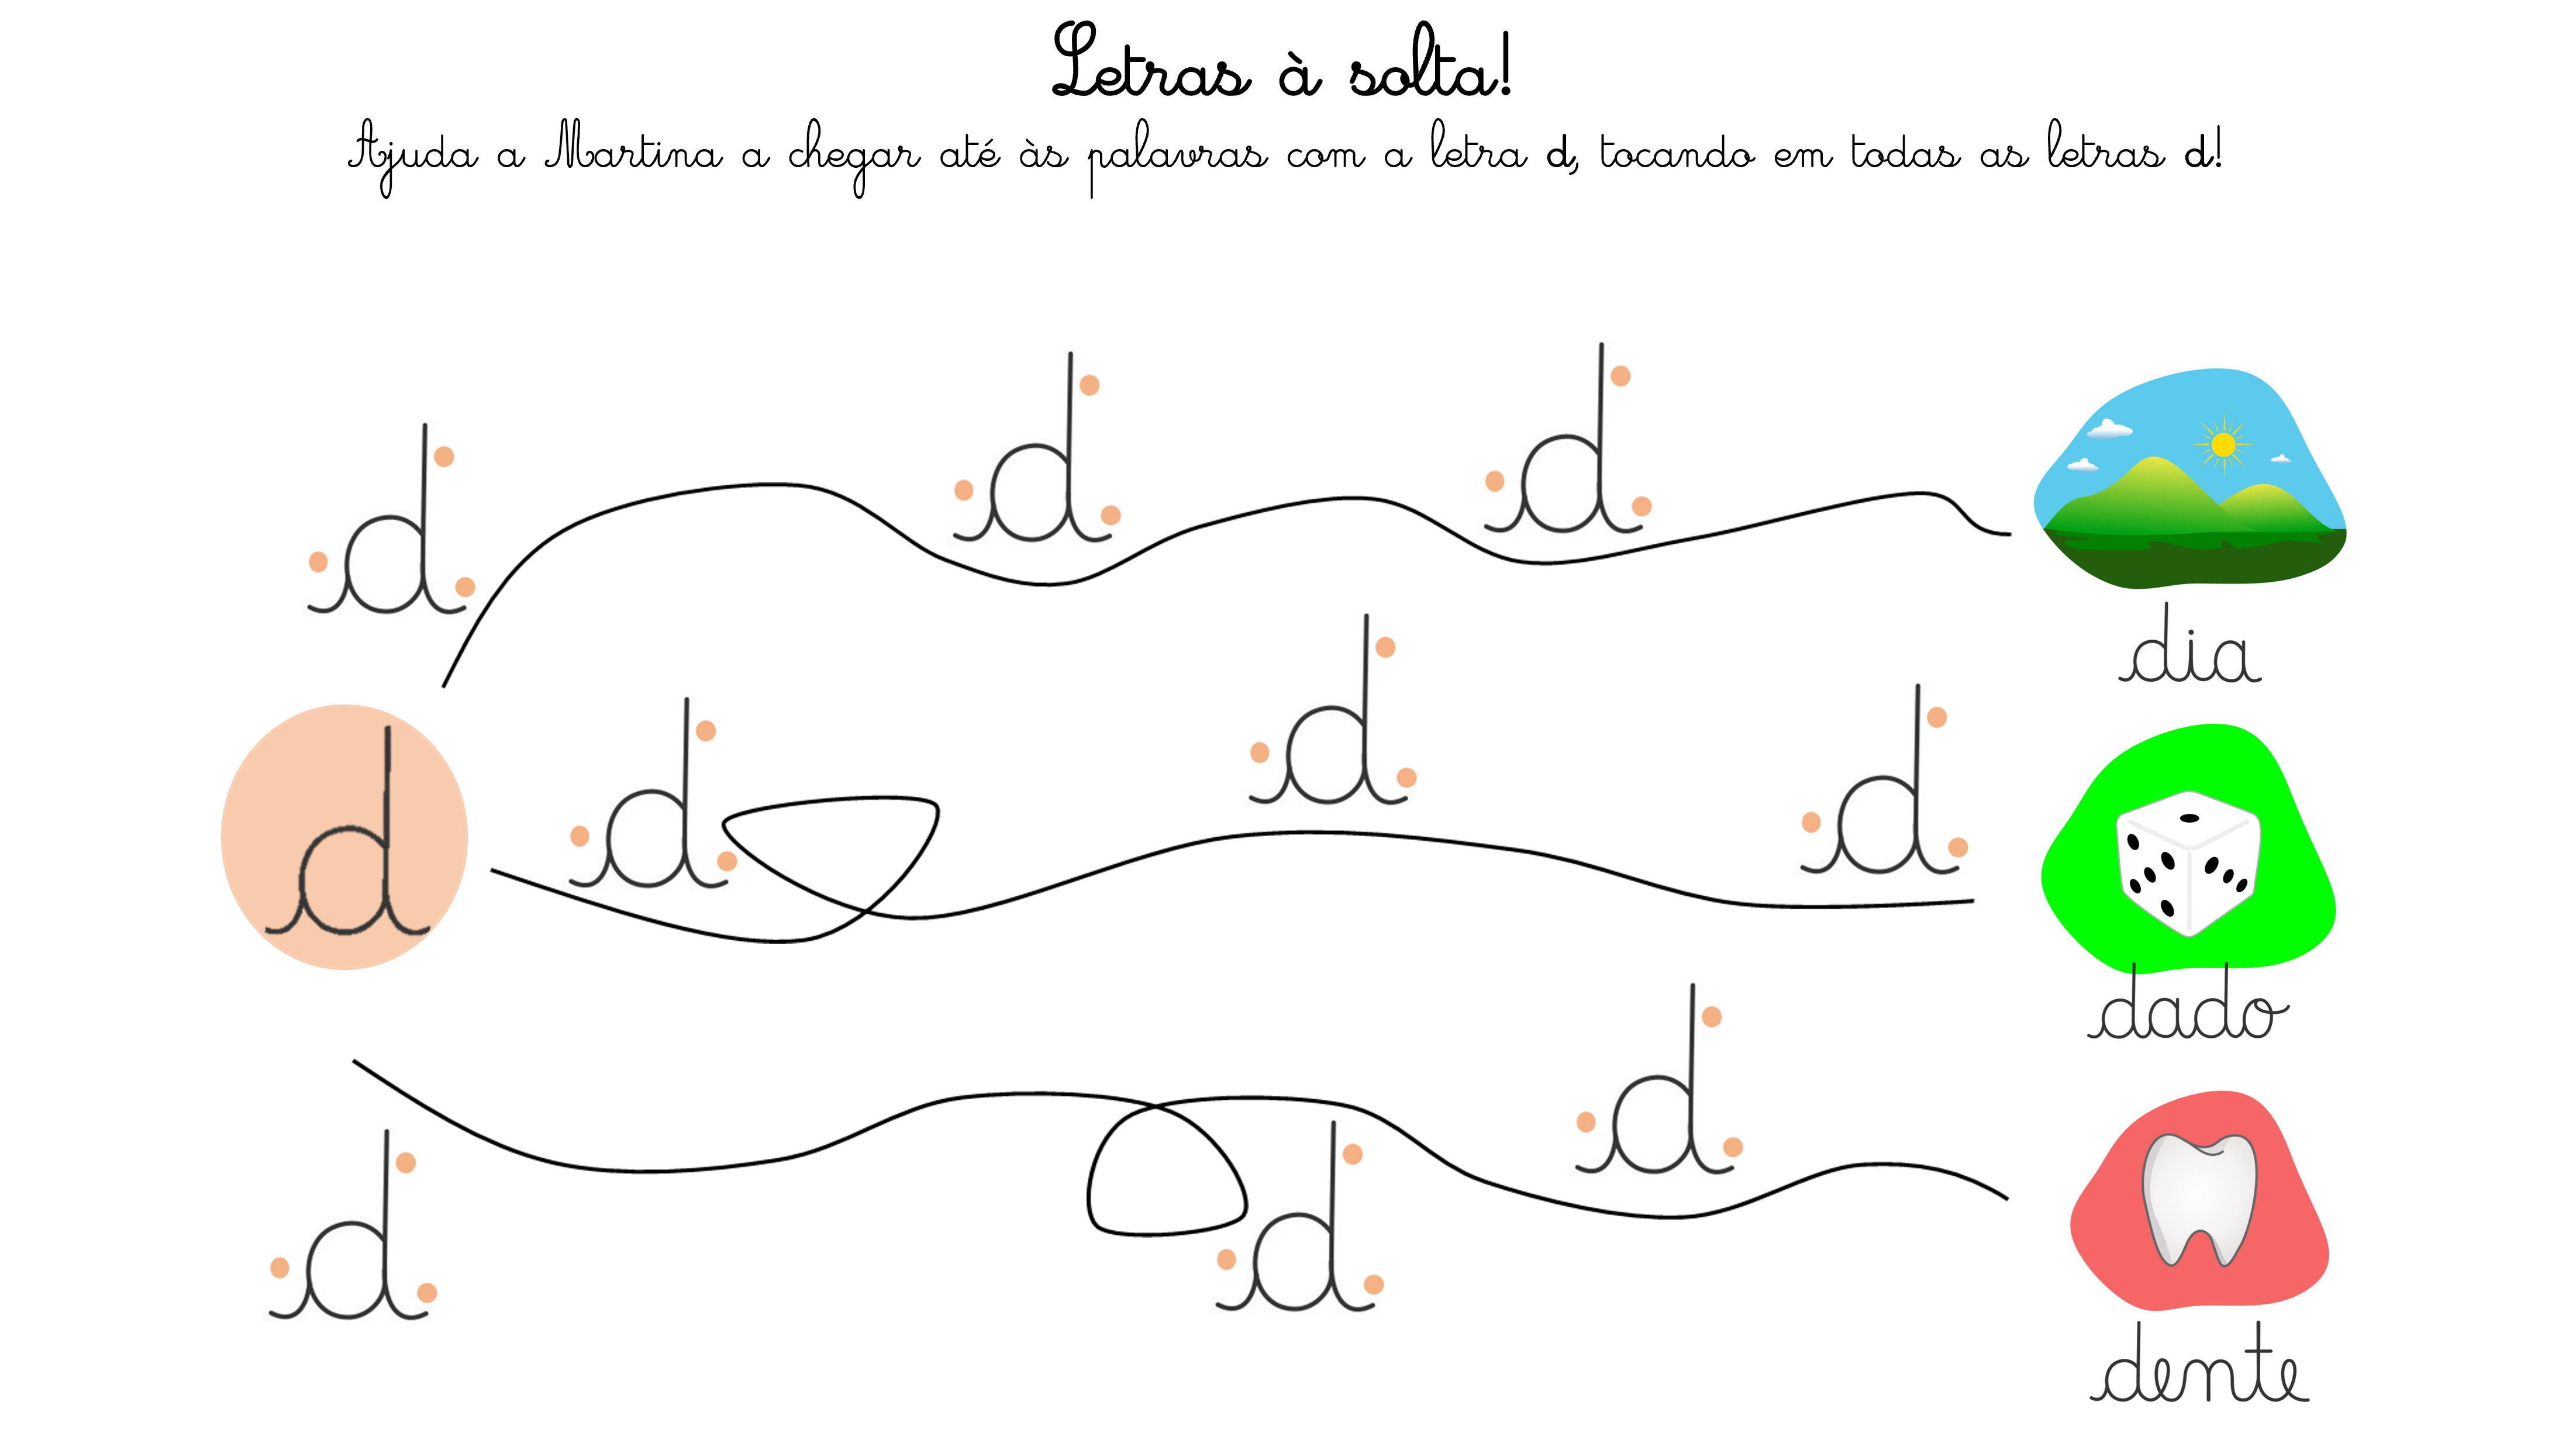 Letras à solta!
Ajuda a Martina a chegar até às palavras com a letra d, tocando em todas as letras d!
d
d
d
dia
d
d
d
d
dado
d
d
d
dente